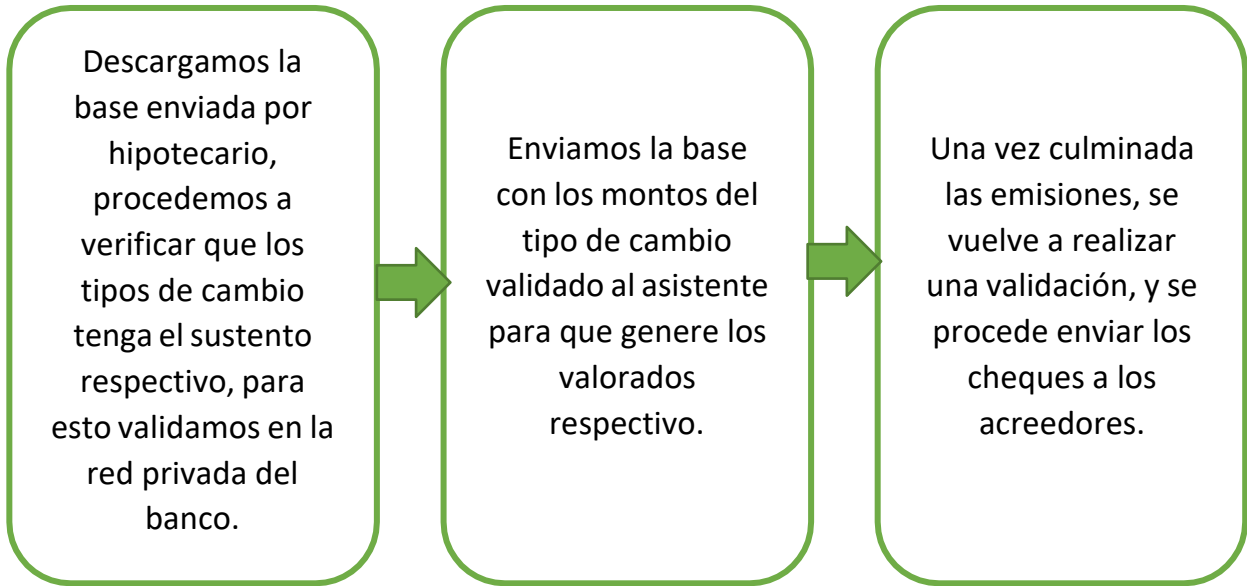 Descargamos la
base enviada por
hipotecario,
procedemos a
verificar que los
tipos de cambio
tenga el sustento
respectivo, para
esto validamos en la
red privada del
banco.
Enviamos la base
con los montos del
tipo de cambio
validado al asistente
para que genere los
valorados
respectivo.
Una vez culminada
las emisiones, se
vuelve a realizar
una validación, y se
procede enviar los
cheques a los
acreedores.